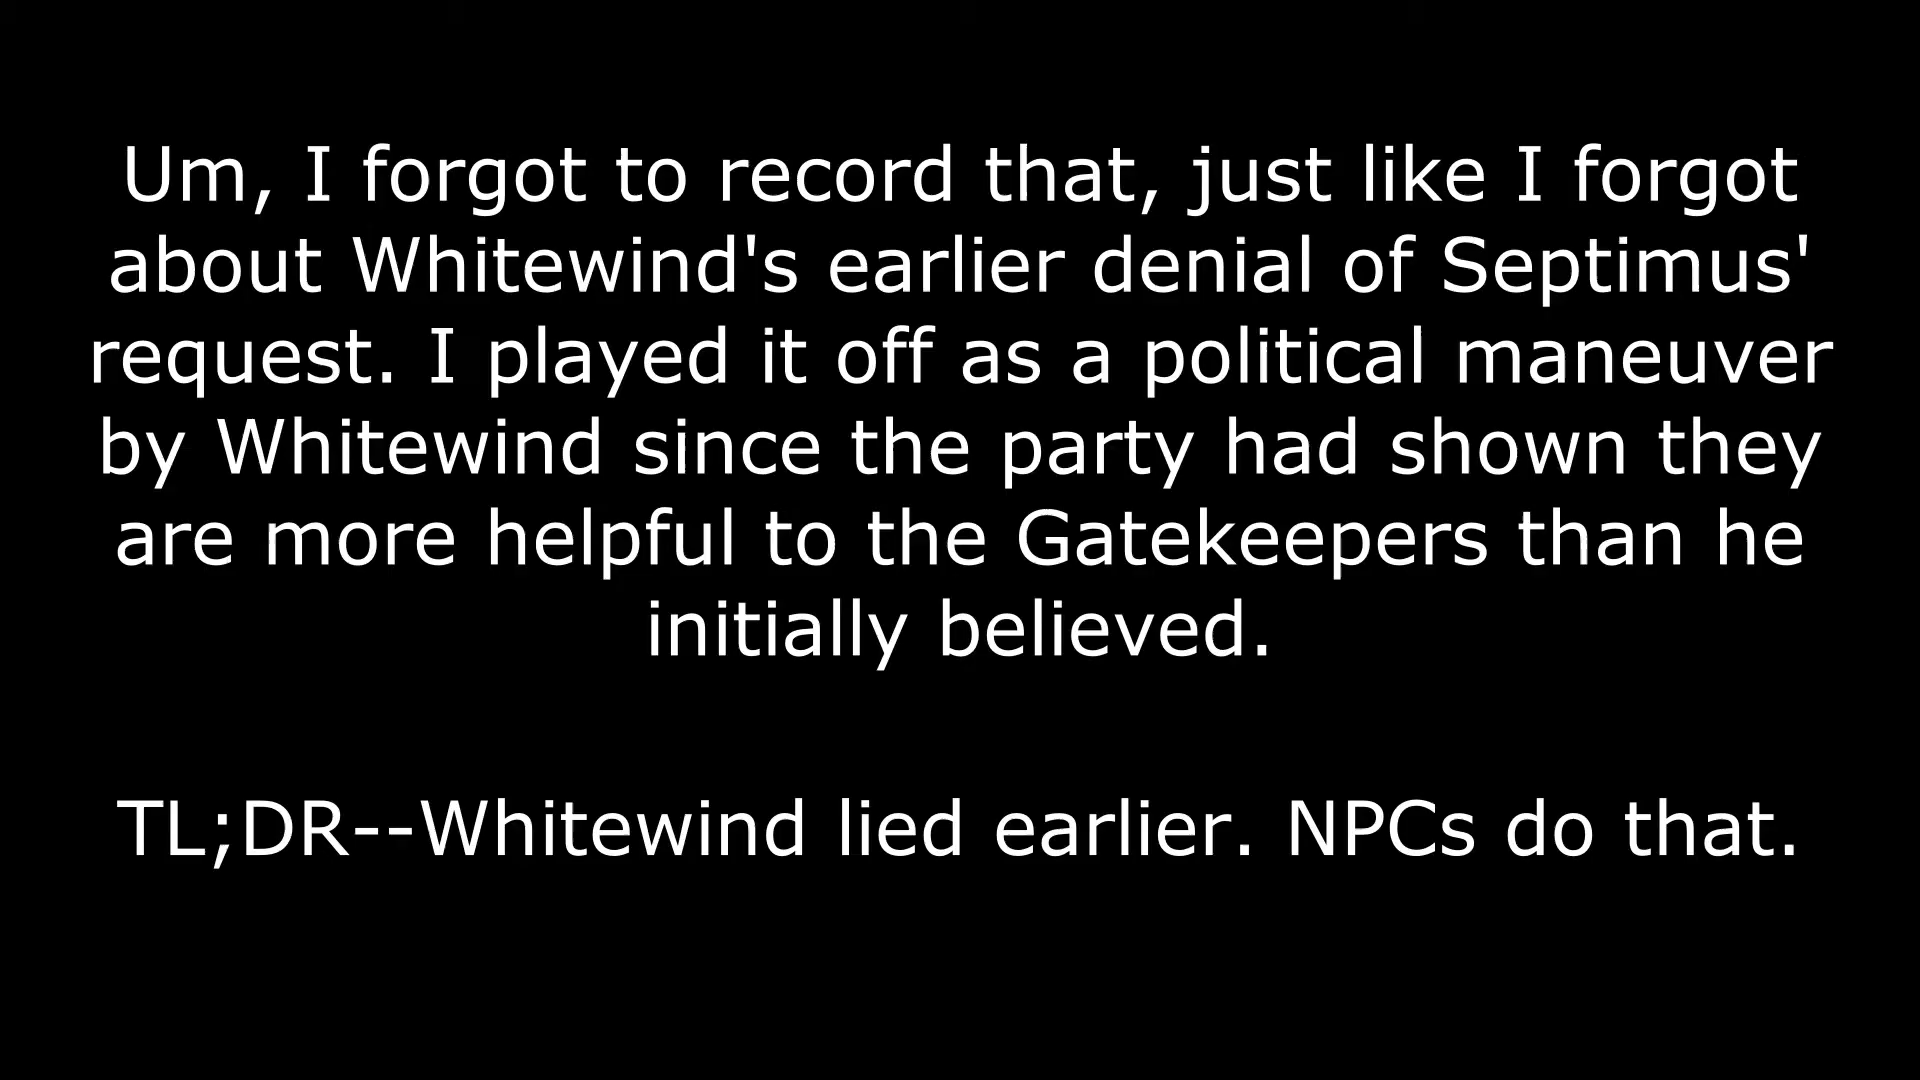 Um, I forgot to record that, just like I forgot
about Whitewind's earlier denial of Septimus'
request. I played it off as a political maneuver
by Whitewind since the party had shown they
are more helpful to the Gatekeepers than he
initially believed.
TL;DR--Whitewind lied earlier. NPCs do that.